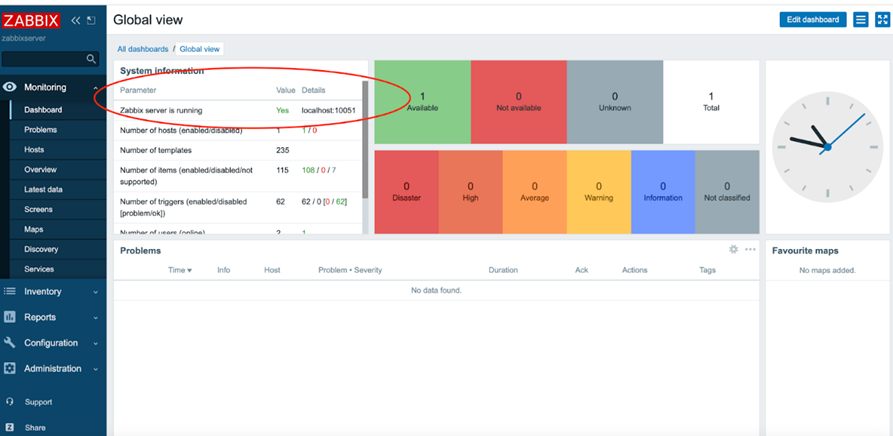 ZABBIX
zabbixserver
Monitoring
Dashboard
Problems
Hosts
Overview
Latest data
Screens
Maps
Discovery
Services
Inventory
Reports
Configuration
Administration
Support
Z Share
Global view
Edit dashboard
All dashboards / Global view
System information
Parameter Value Details
Zabbix server is running Yes localhost:10051
Number of hosts (enabled/disabled) 1 1 / 0
Number of templates 235
Number of items (enabled/disabled/not 115 108 / 0 / 7
supported)
Number of triggers (enabled/disabled 62 62 / 0 [0 / 62]
[problem/ok])
Number of users (online) 2 1
1 0 0 1
Available Not available Unknown Total
0 0 0 0 0 0
Disaster High Average Warning Information Not classified
Problems
Time ▼ Info Host Problem • Severity Duration Ack Actions Tags
No data found.
Favourite maps
No maps added.